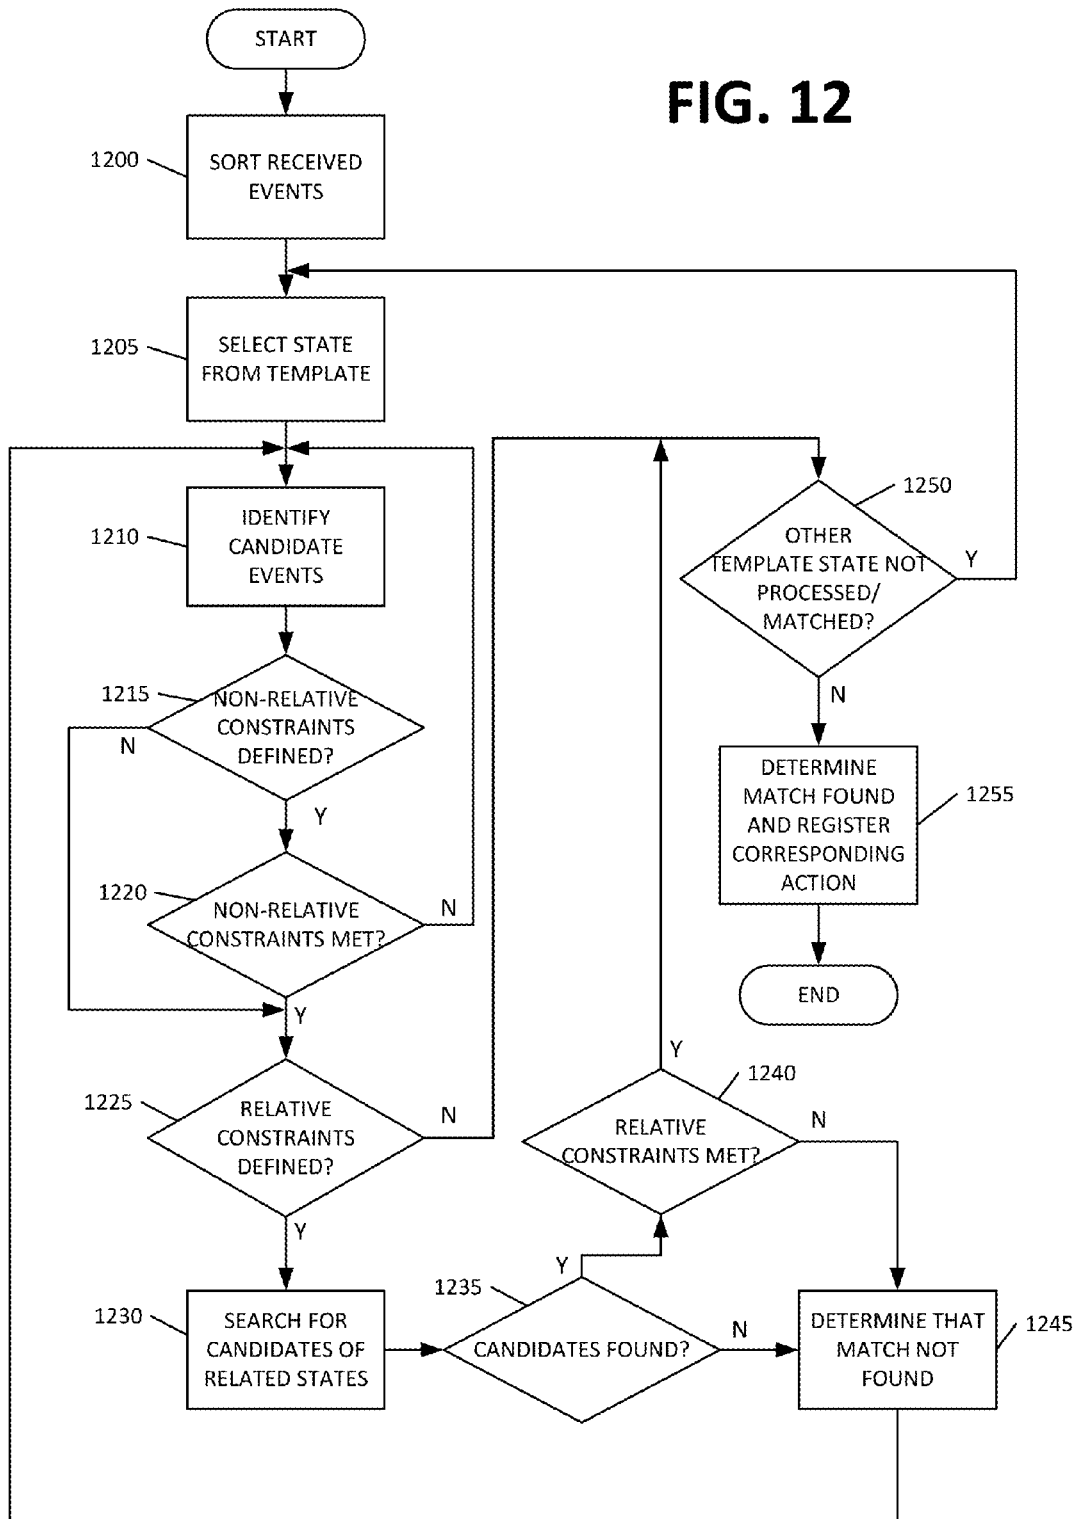 START
FIG. 12
1200
SORT RECEIVED
EVENTS
1205
SELECT STATE
FROM TEMPLATE
1210
IDENTIFY
CANDIDATE
EVENTS
1215
NON-RELATIVE
CONSTRAINTS
DEFINED?
N
Y
1220
NON-RELATIVE
CONSTRAINTS MET?
N
Y
1225
RELATIVE
CONSTRAINTS
DEFINED?
N
Y
1230
SEARCH FOR
CANDIDATES OF
RELATED STATES
1235
CANDIDATES FOUND?
Y
N
1240
RELATIVE
CONSTRAINTS MET?
Y
N
1245
DETERMINE THAT
MATCH NOT
FOUND
1250
OTHER
TEMPLATE STATE NOT
PROCESSED/
MATCHED?
Y
N
1255
DETERMINE
MATCH FOUND
AND REGISTER
CORRESPONDING
ACTION
END